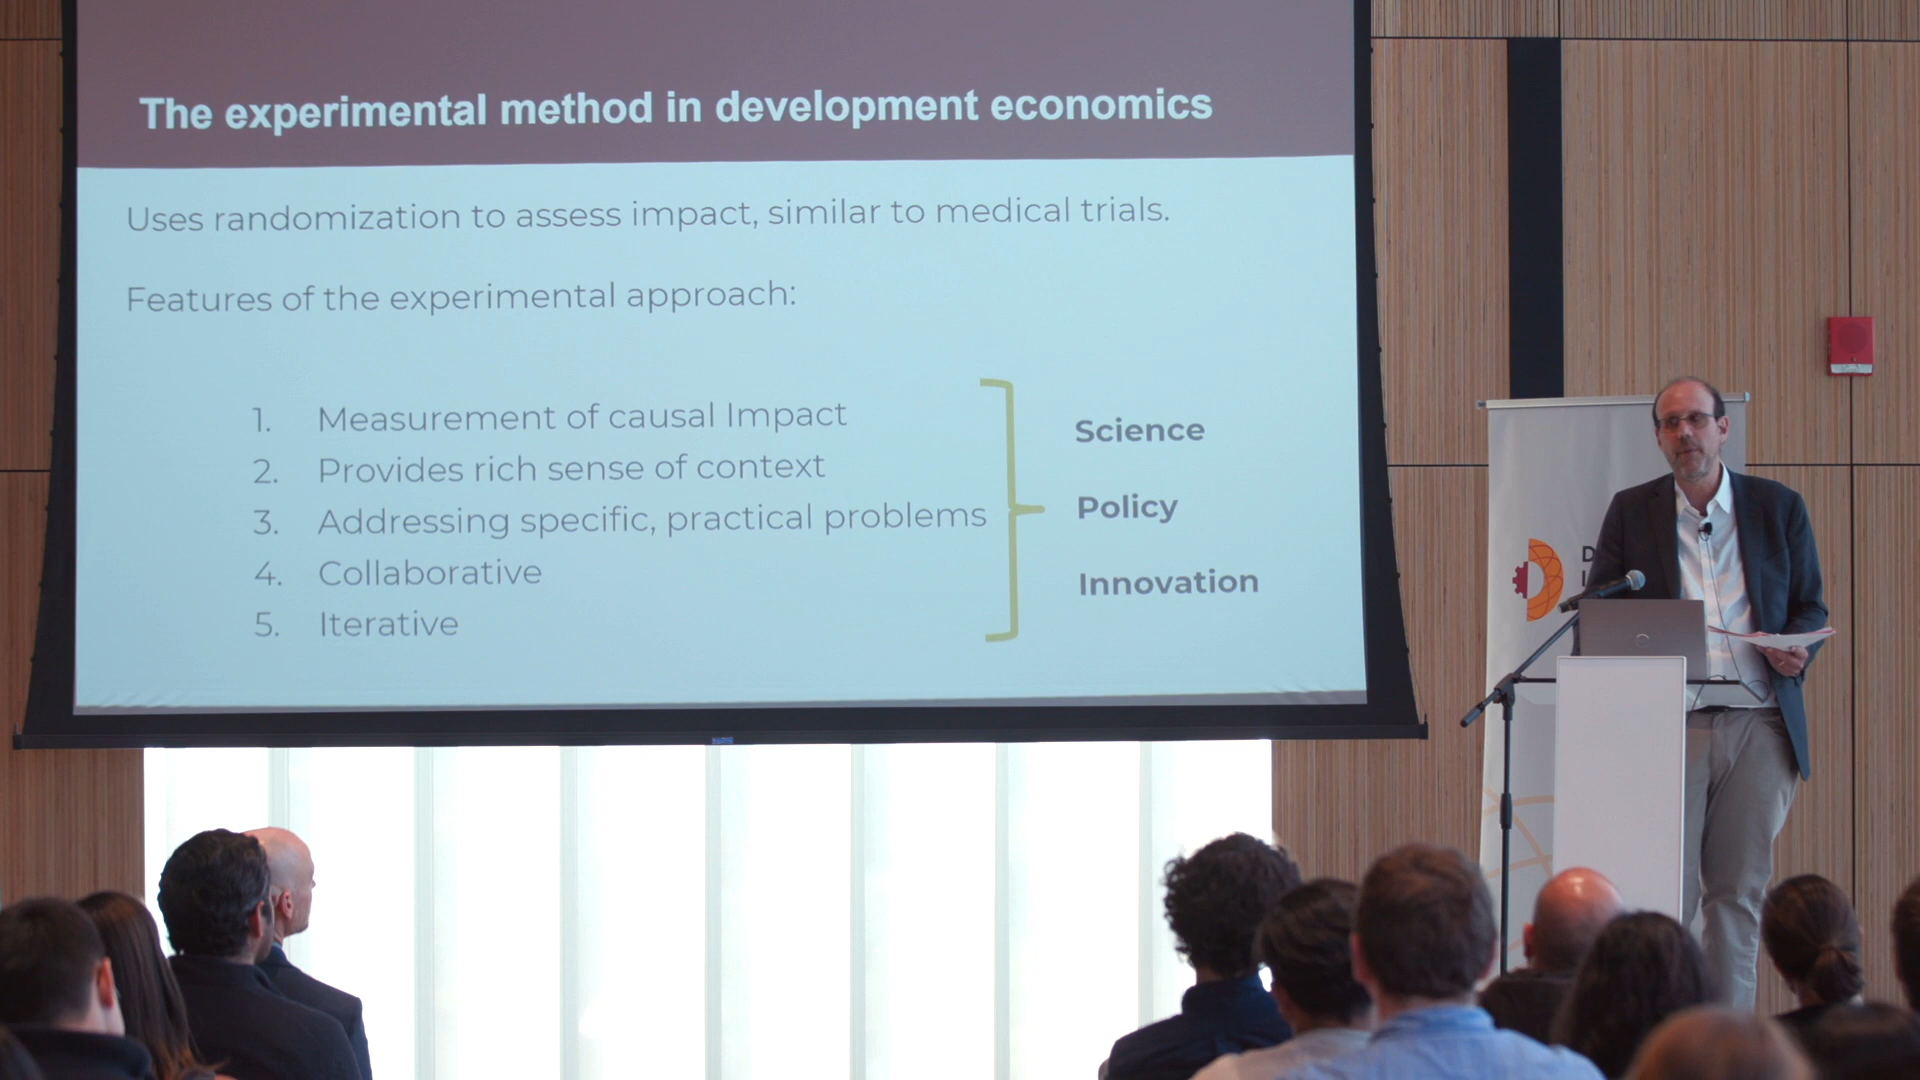 The experimental method in development economics
Uses randomization to assess impact, similar to medical trials.
Features of the experimental approach:
1. Measurement of causal Impact
2. Provides rich sense of context
3. Addressing specific, practical problems
4. Collaborative
5. Iterative
Science
Policy
Innovation